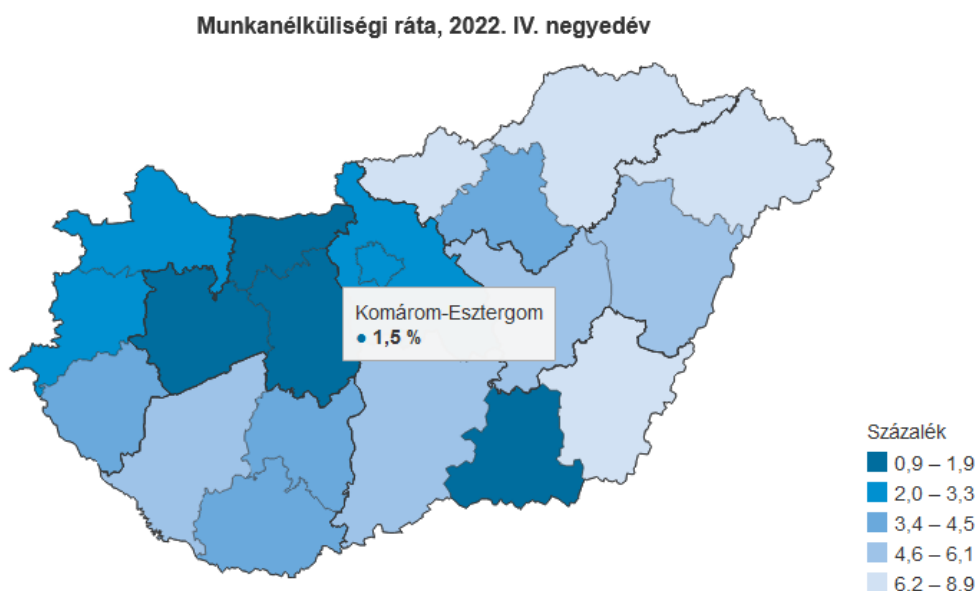 Munkanélküliségi ráta, 2022. IV. negyedév
Komárom-Esztergom
● 1,5 %
Százalék
0,9 – 1,9
2,0 – 3,3
3,4 – 4,5
4,6 – 6,1
6,2 – 8,9